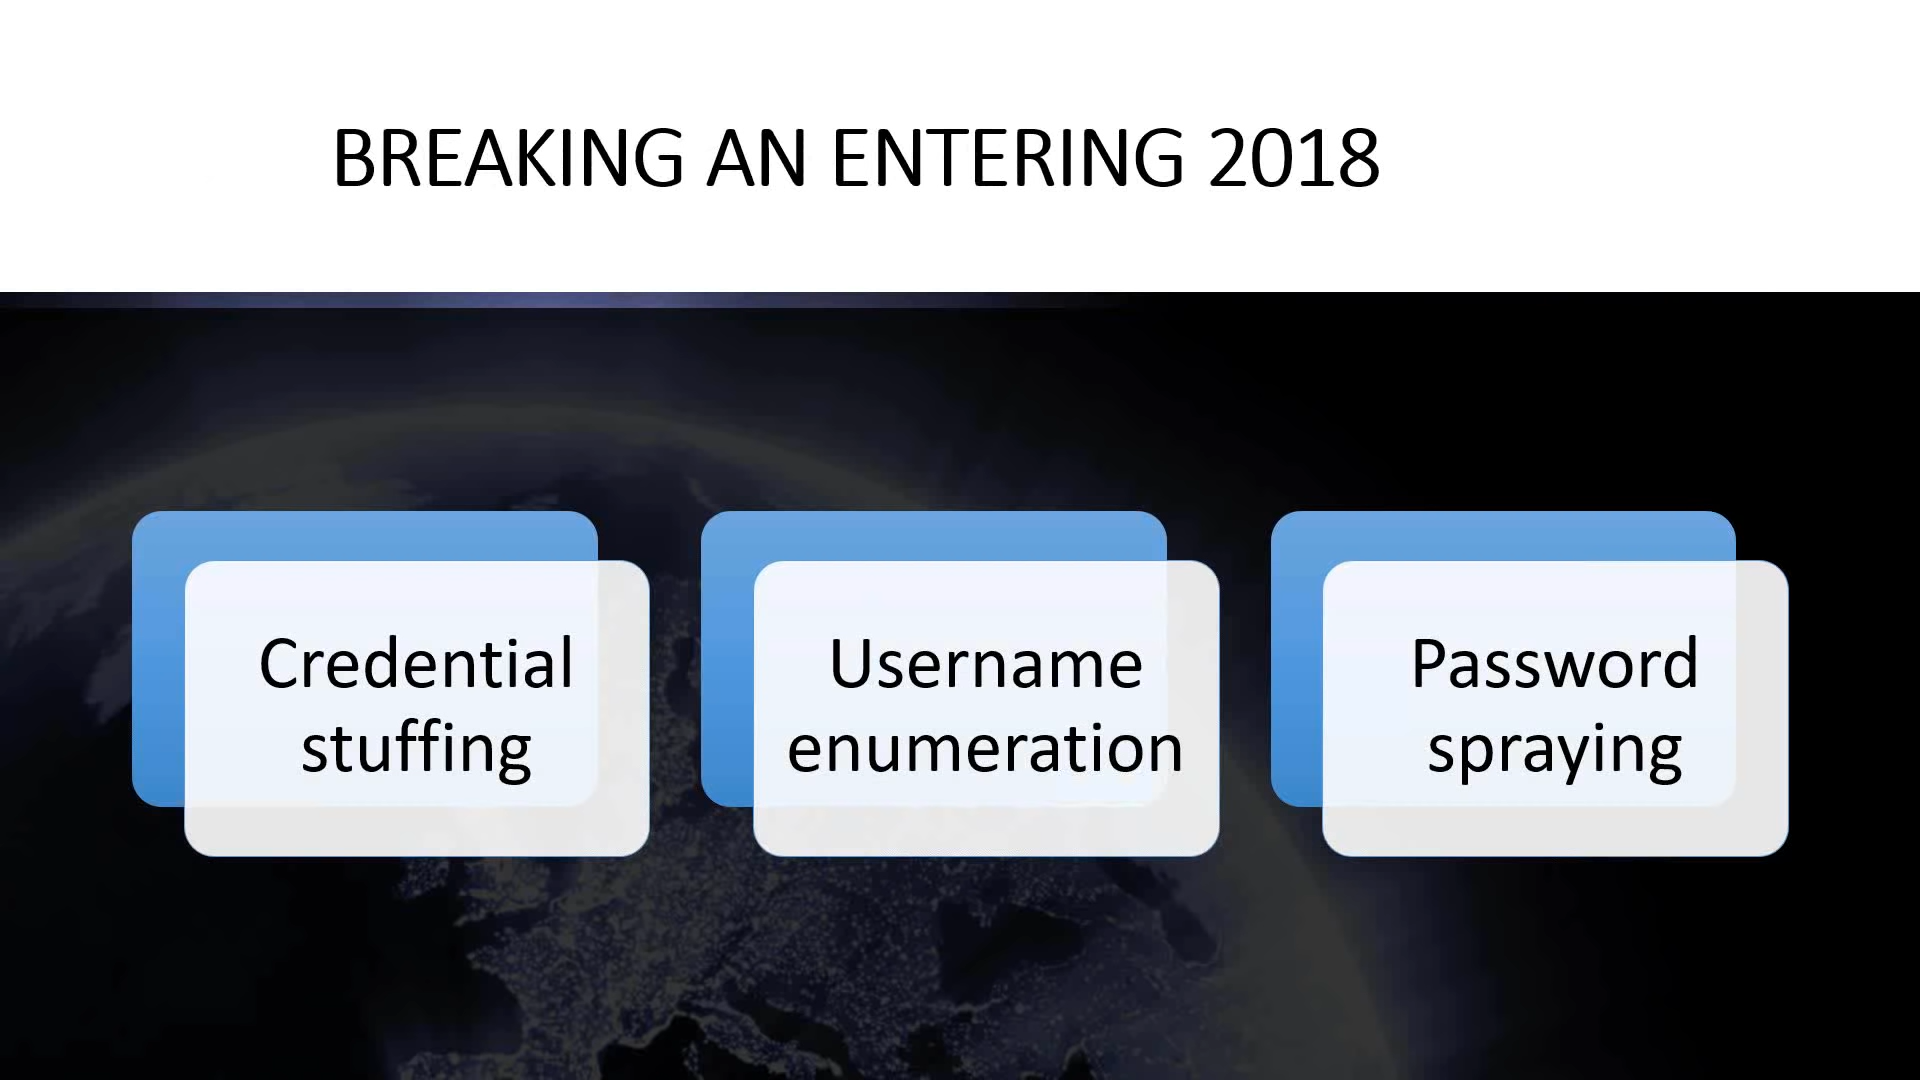 BREAKING AN ENTERING 2018
Credential
stuffing
Username
enumeration
Password
spraying